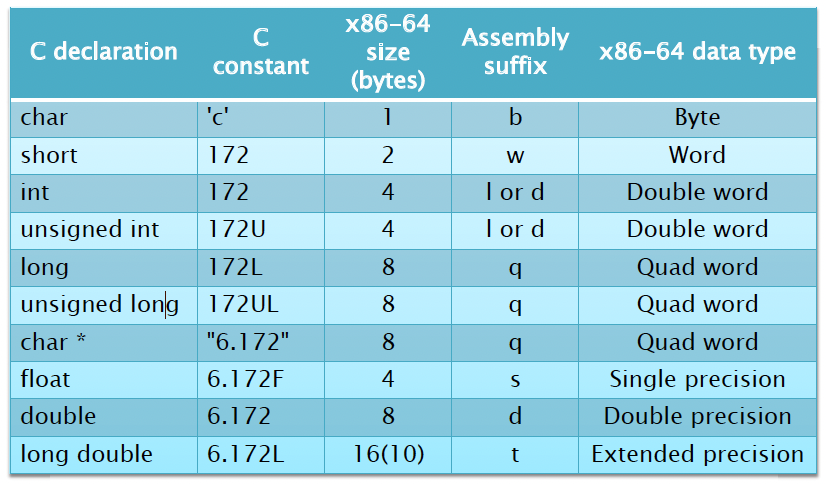 C declaration C constant x86-64 size (bytes) Assembly suffix x86-64 data type
char 'c' 1 b Byte
short 172 2 w Word
int 172 4 l or d Double word
unsigned int 172U 4 l or d Double word
long 172L 8 q Quad word
unsigned long 172UL 8 q Quad word
char * "6.172" 8 q Quad word
float 6.172F 4 s Single precision
double 6.172 8 d Double precision
long double 6.172L 16(10) t Extended precision